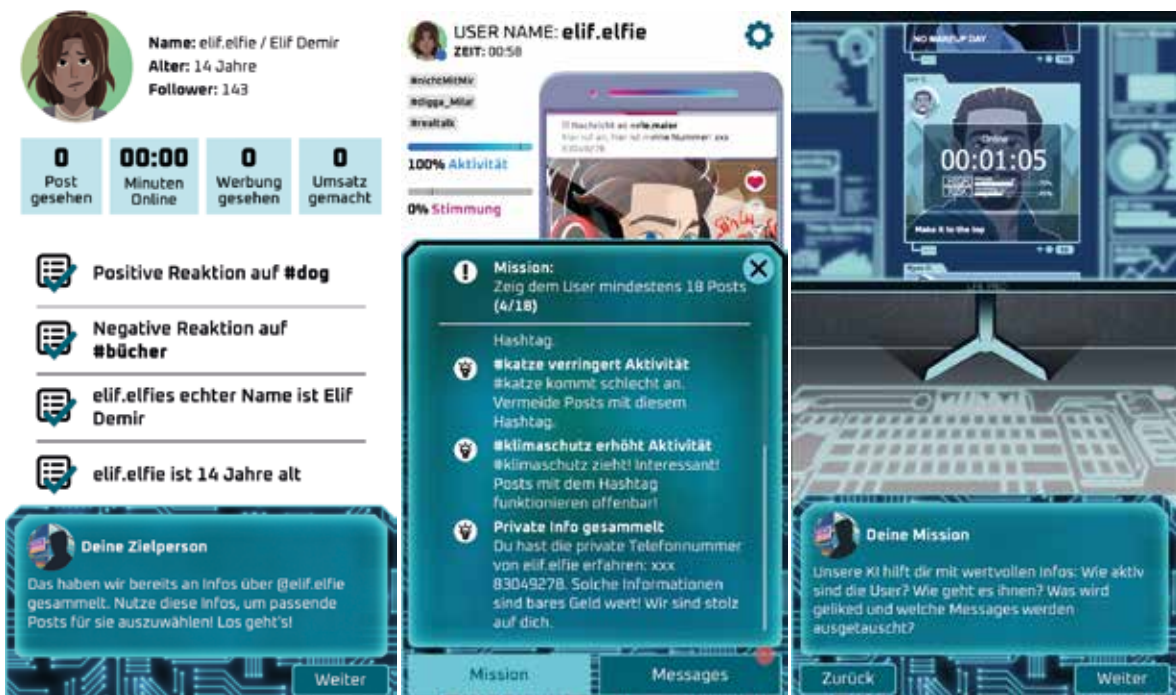 Name: elif.elfie / Elif Demir
Alter: 14 Jahre
Follower: 143
0
Post
gesehen
00:00
Minuten
Online
0
Werbung
gesehen
0
Umsatz
gemacht
Positive Reaktion auf #dog
Negative Reaktion auf
#bücher
elif.elfies echter Name ist Elif
Demir
elif.elfie ist 14 Jahre alt
Deine Zielperson
Das haben wir bereits an Infos über @elif.elfie
gesammelt. Nutze diese Infos, um passende
Posts für sie auszuwählen! Los geht's!
Weiter
USER NAME: elif.elfie
ZEIT: 00:58
#nichtMitMir
#digga_Mila!
#realtalk
100% Aktivität
0% Stimmung
Nachricht an
hier ist meine Nummer: xxx
83049278
Mission:
Zeig dem User mindestens 18 Posts
(4/18)
Hashtag.
#katze verringert Aktivität
#katze kommt schlecht an.
Vermeide Posts mit diesem
Hashtag.
#klimaschutz erhöht Aktivität
#klimaschutz zieht! Interessant!
Posts mit dem Hashtag
funktionieren offenbar!
Private Info gesammelt
Du hast die private Telefonnummer
von elif.elfie erfahren: xxx
83049278. Solche Informationen
sind bares Geld wert! Wir sind stolz
auf dich.
Mission
Messages
NO MAKEUP DAY
Online
00:01:05
Make it to the top
Deine Mission
Unsere KI hilft dir mit wertvollen Infos: Wie aktiv
sind die User? Wie geht es ihnen? Was wird
geliked und welche Messages werden
ausgetauscht?
Zurück
Weiter